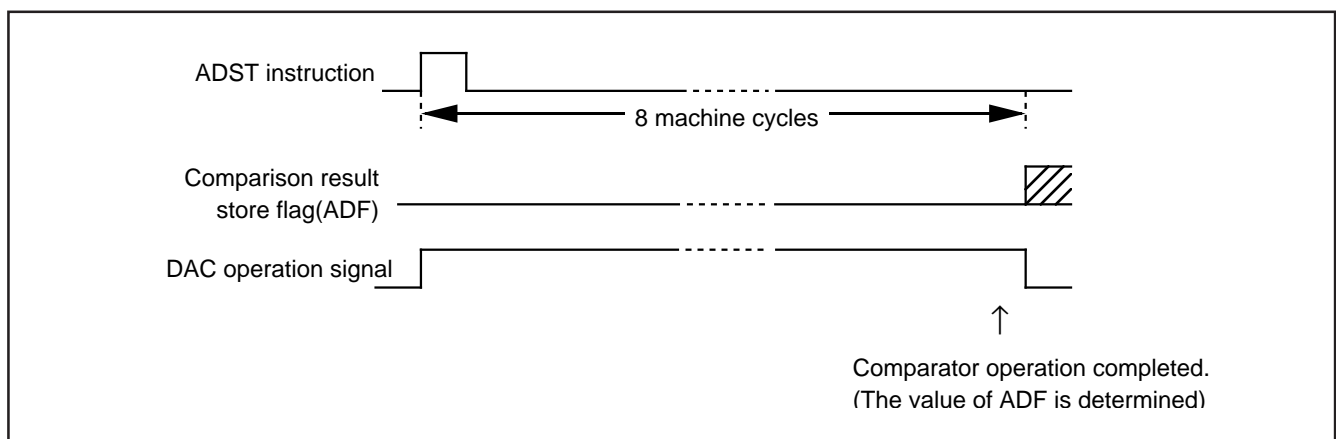 ADST instruction
8 machine cycles
Comparison result
store flag(ADF)
DAC operation signal
Comparator operation completed.
(The value of ADF is determined)